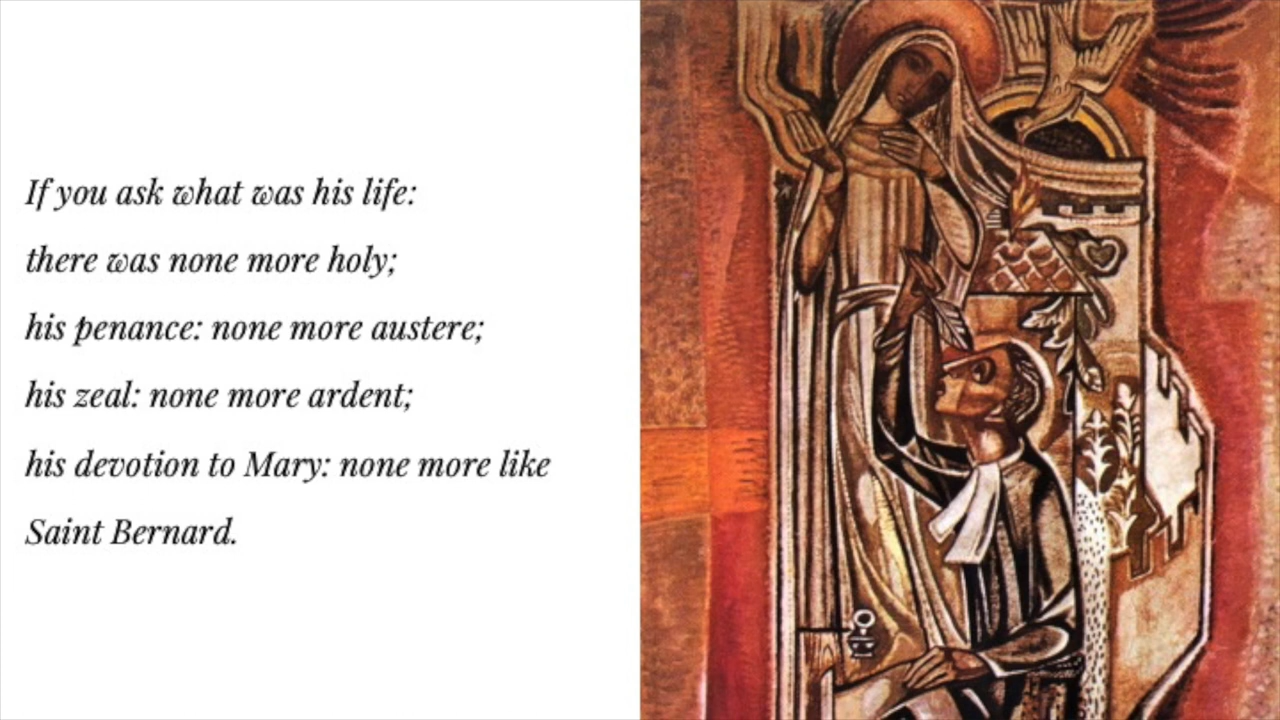 If you ask what was his life:
there was none more holy;
his penance: none more austere;
his zeal: none more ardent;
his devotion to Mary: none more like
Saint Bernard.